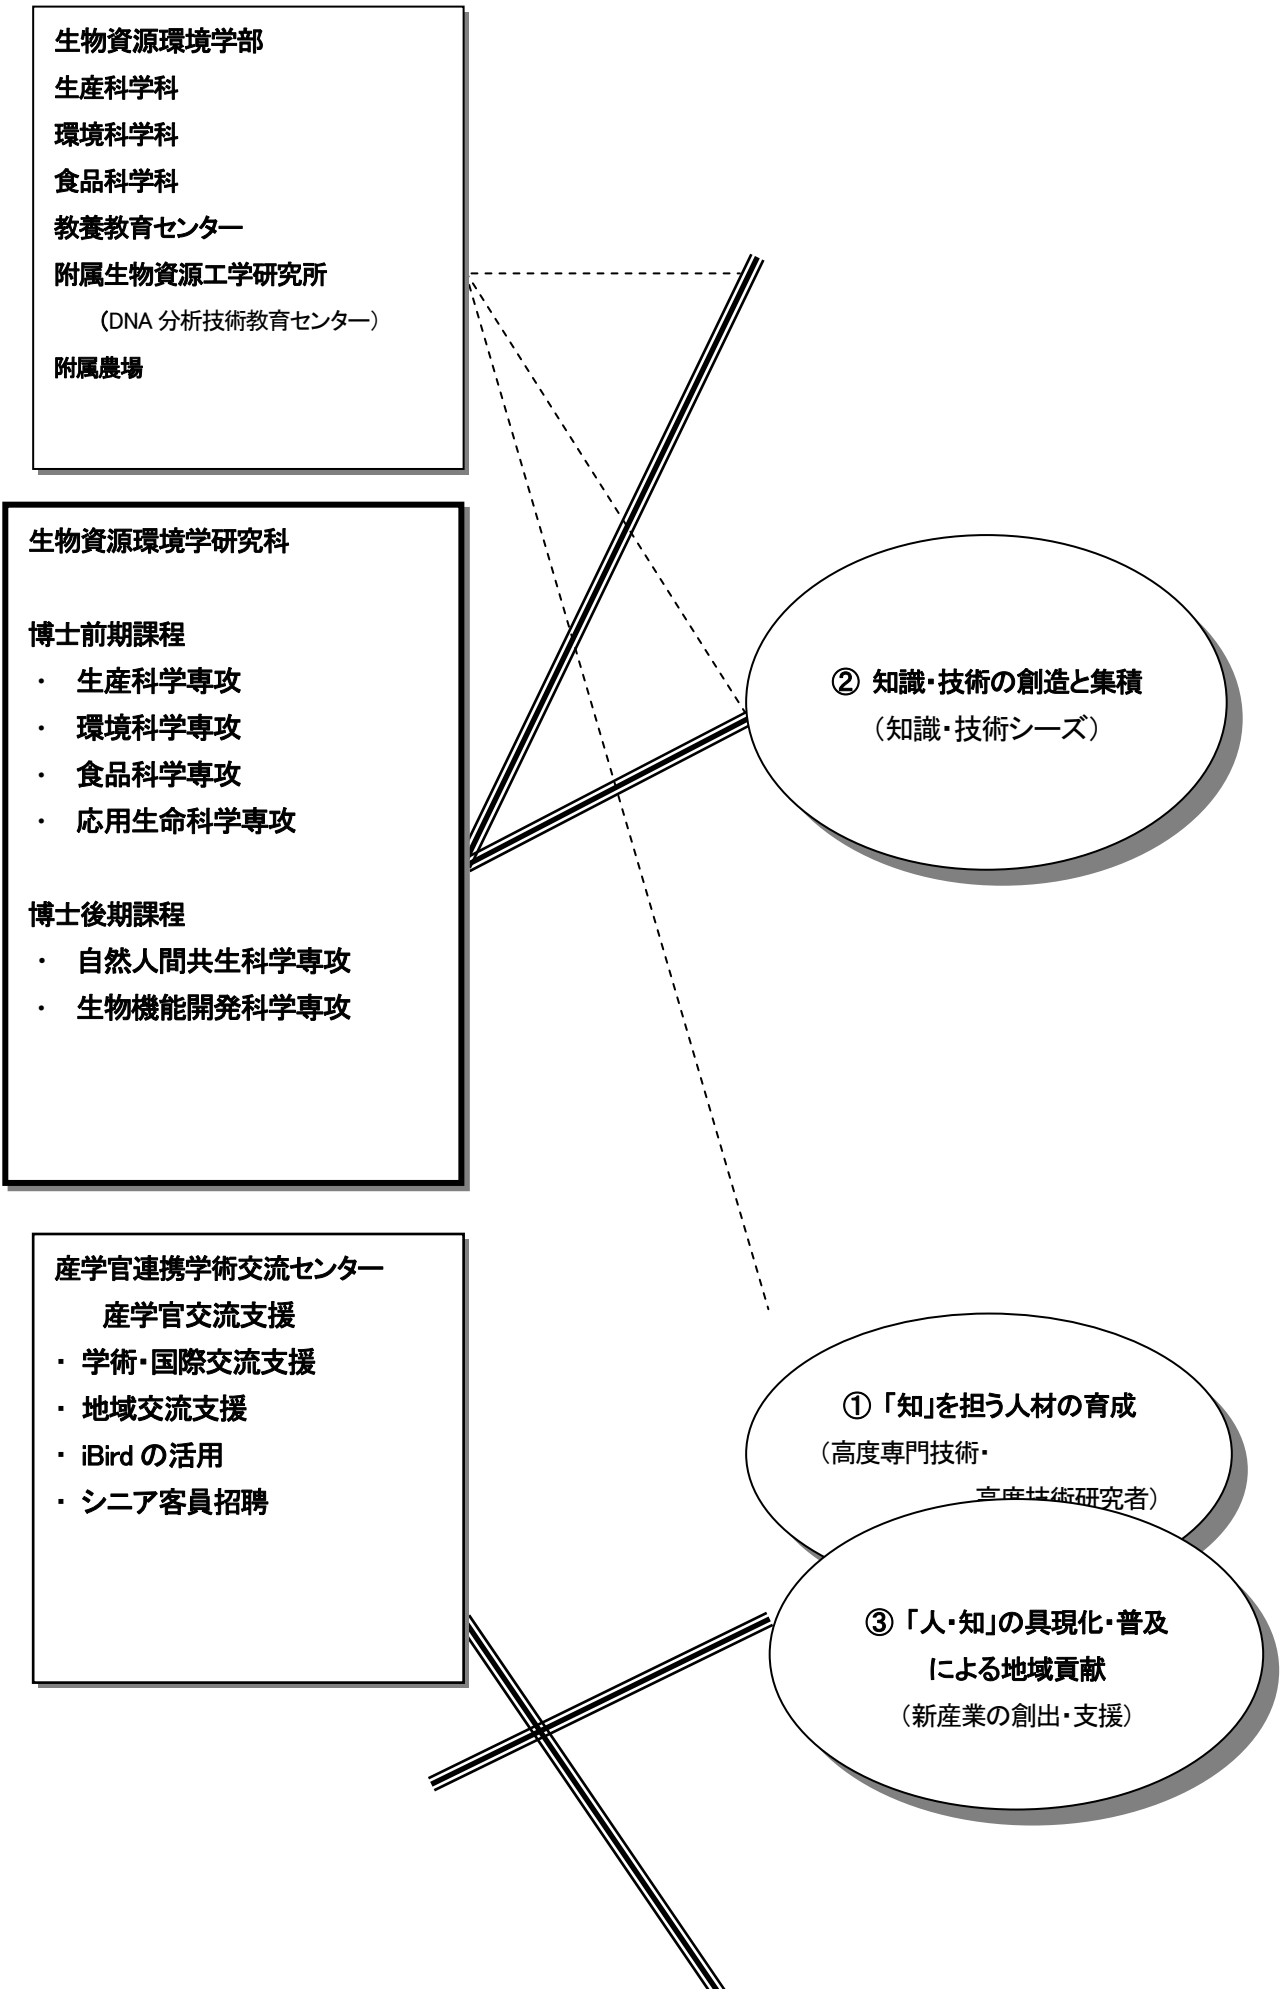 生物資源環境学部
生産科学科
環境科学科
食品科学科
教養教育センター
附属生物資源工学研究所
(DNA 分析技術教育センター)
附属農場
生物資源環境学研究科
博士前期課程
・ 生産科学専攻
・ 環境科学専攻
・ 食品科学専攻
・ 応用生命科学専攻
博士後期課程
・ 自然人間共生科学専攻
・ 生物機能開発科学専攻
産学官連携学術交流センター
産学官交流支援
・ 学術・国際交流支援
・ 地域交流支援
・ iBird の活用
・ シニア客員招聘
② 知識・技術の創造と集積
（知識・技術シーズ）
① 「知」を担う人材の育成
（高度専門技術・
高度技術研究者）
③ 「人・知」の具現化・普及
による地域貢献
（新産業の創出・支援）